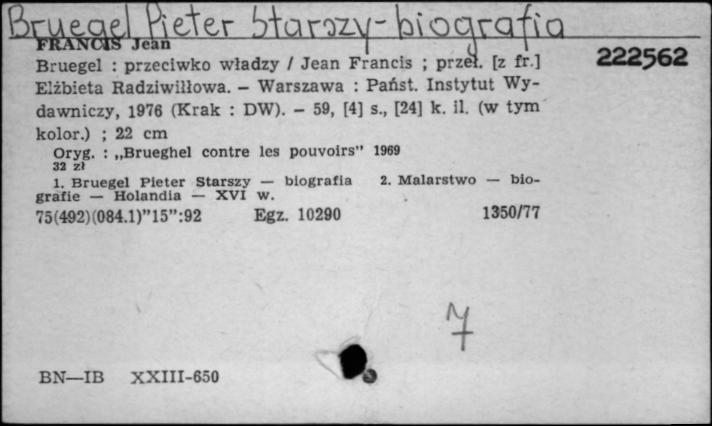 Bruegel Pieter Starszy - biografia
FRANCIS Jean
222562
Bruegel : przeciwko władzy / Jean Francis ; przeł. [z fr.]
Elżbieta Radziwiłłowa. — Warszawa : Państ. Instytut Wy-
dawniczy, 1976 (Krak : DW). — 59, [4] s., [24] k. il. (w tym
kolor.) ; 22 cm
Oryg. : „Brueghel contre les pouvoirs” 1969
32 zł
1. Bruegel Pieter Starszy — biografia 2. Malarstwo — bio-
grafie — Holandia — XVI w.
75(492)(084.1)”15”:92 Egz. 10290 1350/77
7
BN—IB XXIII-650